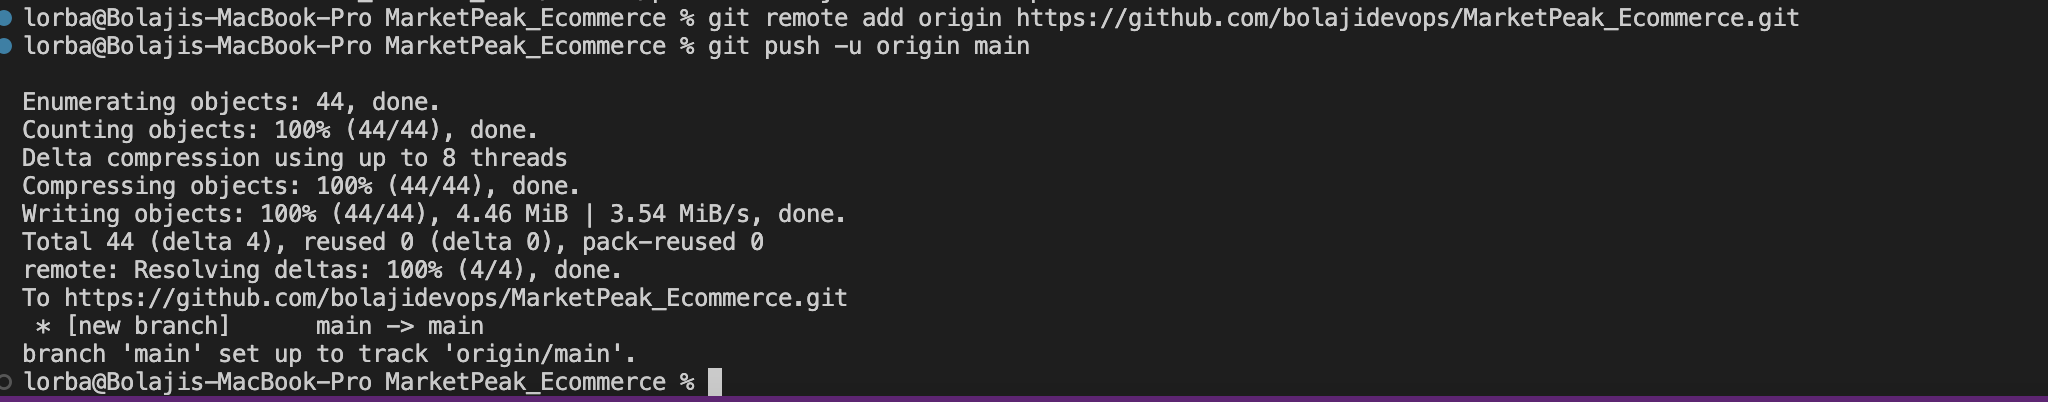 lorba@Bolajis-MacBook-Pro MarketPeak_Ecommerce % git remote add origin https://github.com/bolajidevops/MarketPeak_Ecommerce.git
lorba@Bolajis-MacBook-Pro MarketPeak_Ecommerce % git push -u origin main
Enumerating objects: 44, done.
Counting objects: 100% (44/44), done.
Delta compression using up to 8 threads
Compressing objects: 100% (44/44), done.
Writing objects: 100% (44/44), 4.46 MiB | 3.54 MiB/s, done.
Total 44 (delta 4), reused 0 (delta 0), pack-reused 0
remote: Resolving deltas: 100% (4/4), done.
To https://github.com/bolajidevops/MarketPeak_Ecommerce.git
 * [new branch]      main -> main
branch 'main' set up to track 'origin/main'.
lorba@Bolajis-MacBook-Pro MarketPeak_Ecommerce %